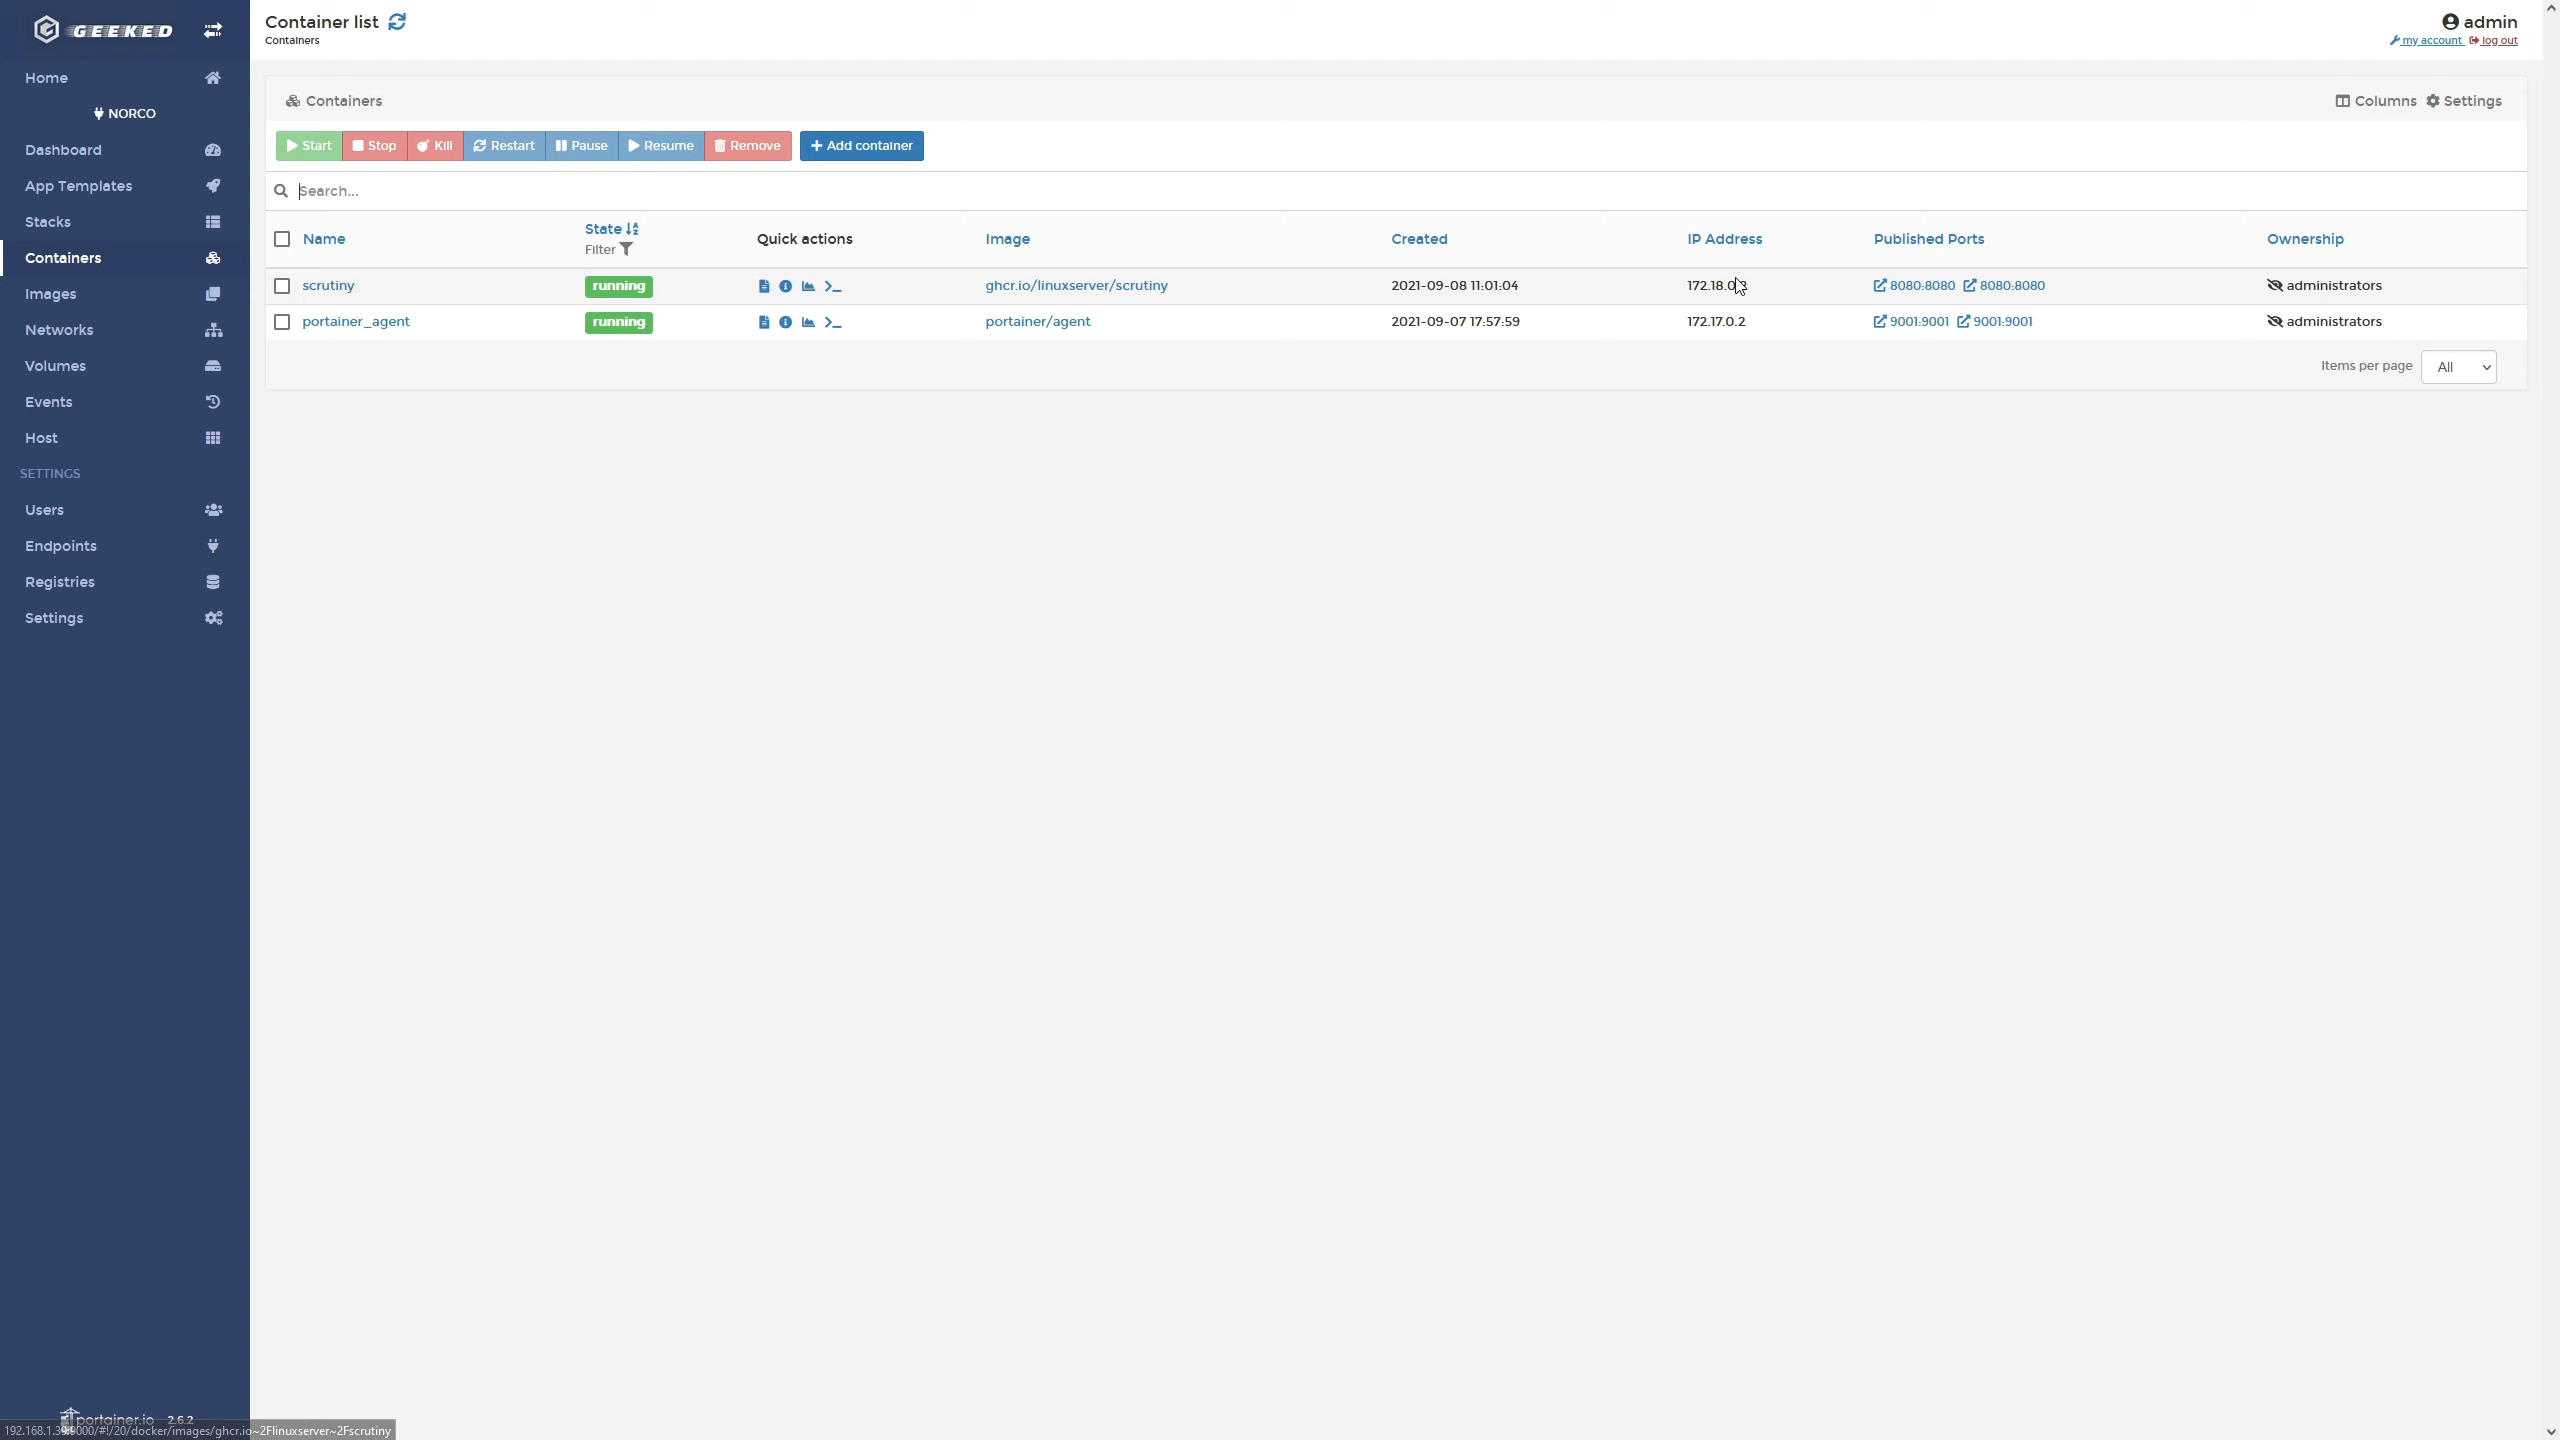 GEEKED
Container list
Containers
admin
my account log out
Home
NORCO
Dashboard
App Templates
Stacks
Containers
Images
Networks
Volumes
Events
Host
SETTINGS
Users
Endpoints
Registries
Settings
Containers
Columns Settings
Start Stop Kill Restart Pause Resume Remove Add container
Search...
Name State Quick actions Image Created IP Address Published Ports Ownership
Filter
scrutiny running ghcr.io/linuxserver/scrutiny 2021-09-08 11:01:04 8080:8080 8080:8080 administrators
portainer_agent running portainer/agent 2021-09-07 17:57:59 172.17.0.2 9001:9001 9001:9001 administrators
Items per page All
portainer.io 2.6.2